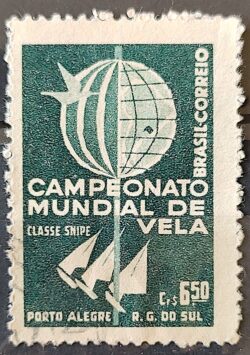 BRASIL CORREIO
CAMPEONATO
MUNDIAL DE
CLASSE SNIPE VELA
Cr$ 6,50
PORTO ALEGRE R. G. DO SUL